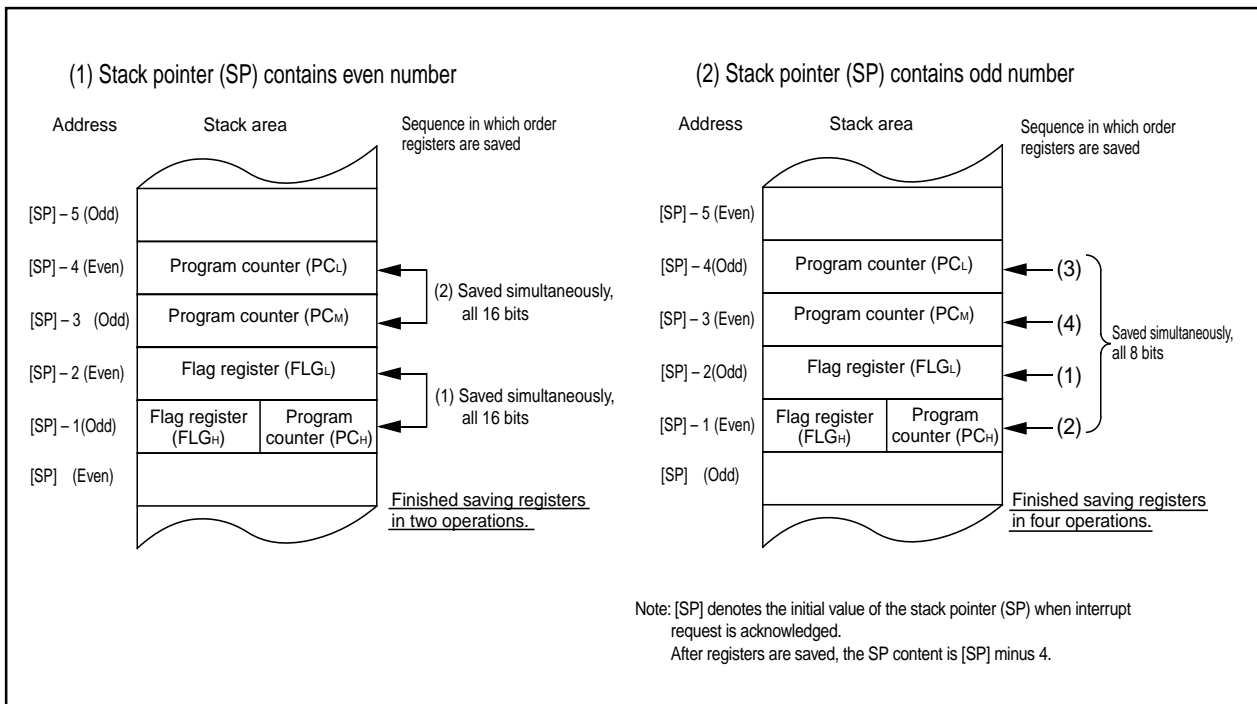 (1) Stack pointer (SP) contains even number
Address
Stack area
Sequence in which order
registers are saved
[SP] – 5 (Odd)
[SP] – 4 (Even)
Program counter (PCL)
[SP] – 3 (Odd)
Program counter (PCM)
(2) Saved simultaneously,
all 16 bits
[SP] – 2 (Even)
Flag register (FLGL)
[SP] – 1(Odd)
Flag register
(FLGH)
Program
counter (PCH)
(1) Saved simultaneously,
all 16 bits
[SP] (Even)
Finished saving registers
in two operations.
(2) Stack pointer (SP) contains odd number
Address
Stack area
Sequence in which order
registers are saved
[SP] – 5 (Even)
[SP] – 4(Odd)
Program counter (PCL)
(3)
[SP] – 3 (Even)
Program counter (PCM)
(4)
[SP] – 2(Odd)
Flag register (FLGL)
(1)
[SP] – 1 (Even)
Flag register
(FLGH)
Program
counter (PCH)
(2)
Saved simultaneously,
all 8 bits
[SP] (Odd)
Finished saving registers
in four operations.
Note: [SP] denotes the initial value of the stack pointer (SP) when interrupt
request is acknowledged.
After registers are saved, the SP content is [SP] minus 4.